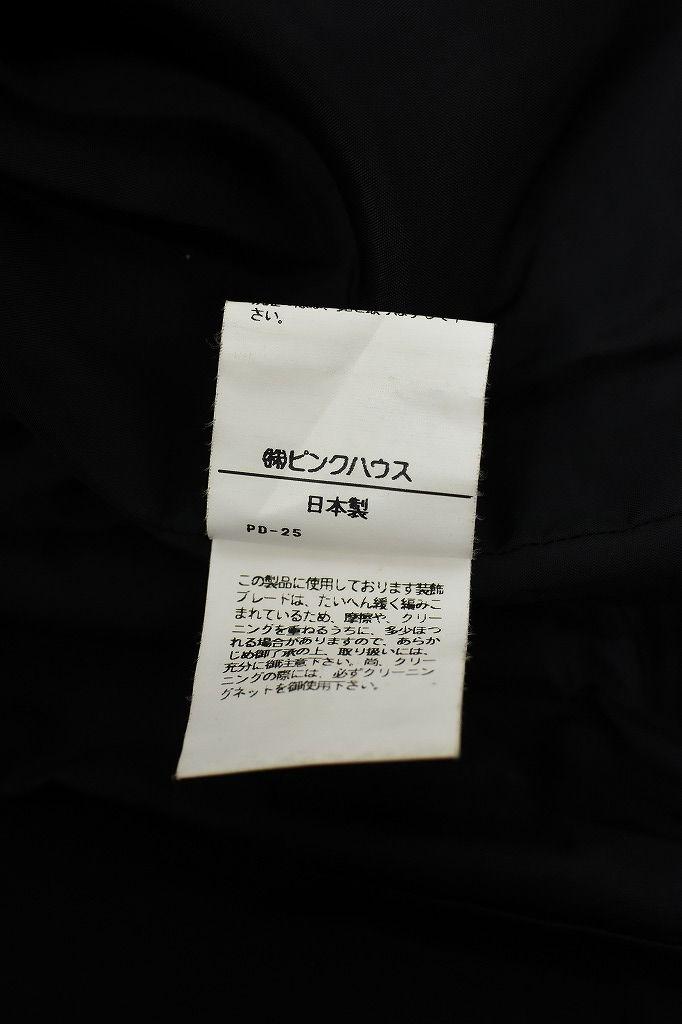 さい。
㈱ピンクハウス
日本製
PD-25
この製品に使用しております装飾
ブレードは、たいへん緩く編みこ
まれているため、摩擦や、クリー
ニングを重ねるうちに、多少ほつ
れる場合がありますので、あらか
じめ御了承の上、取り扱いには、
充分に御注意下さい。尚、クリー
ニングの際には、必ずクリーニン
グネットを御使用下さい。